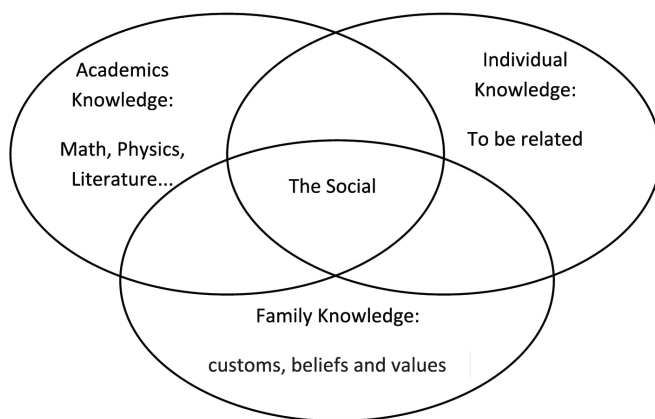 Academics
Knowledge:
Math, Physics,
Literature...
Individual
Knowledge:
To be related
The Social
Family Knowledge:
customs, beliefs and values